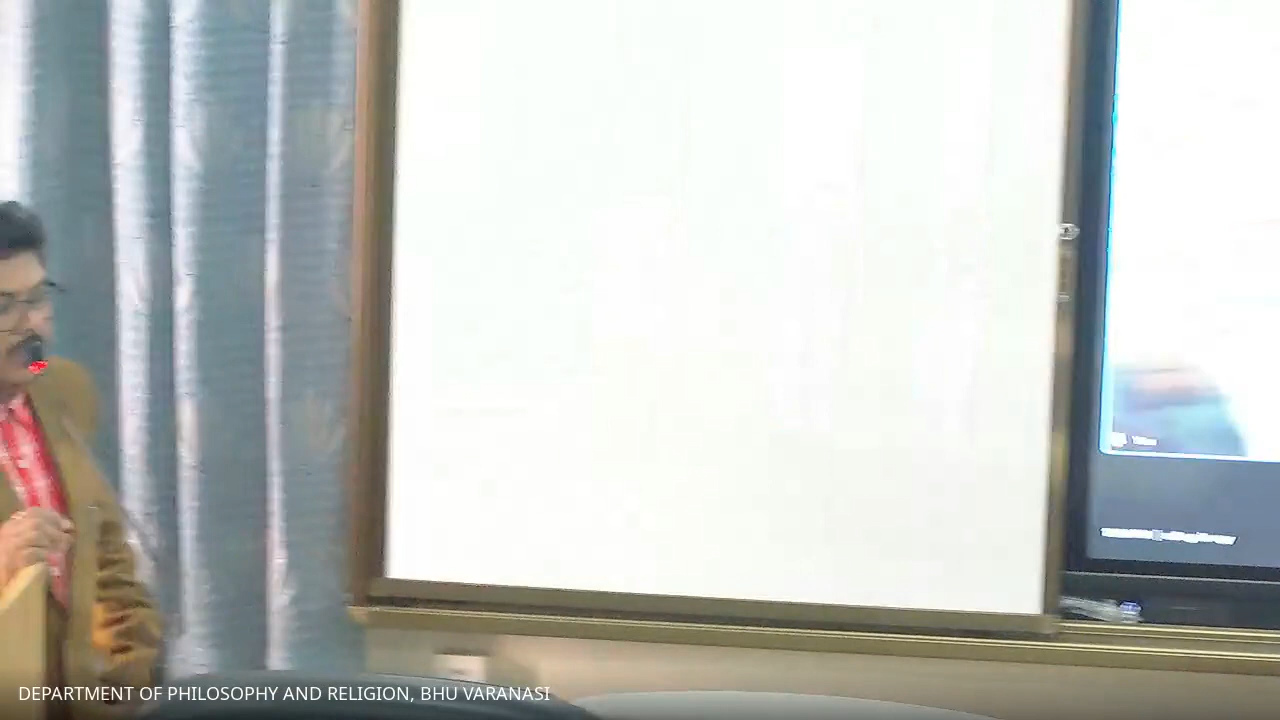 DEPARTMENT OF PHILOSOPHY AND RELIGION, BHU VARANASI